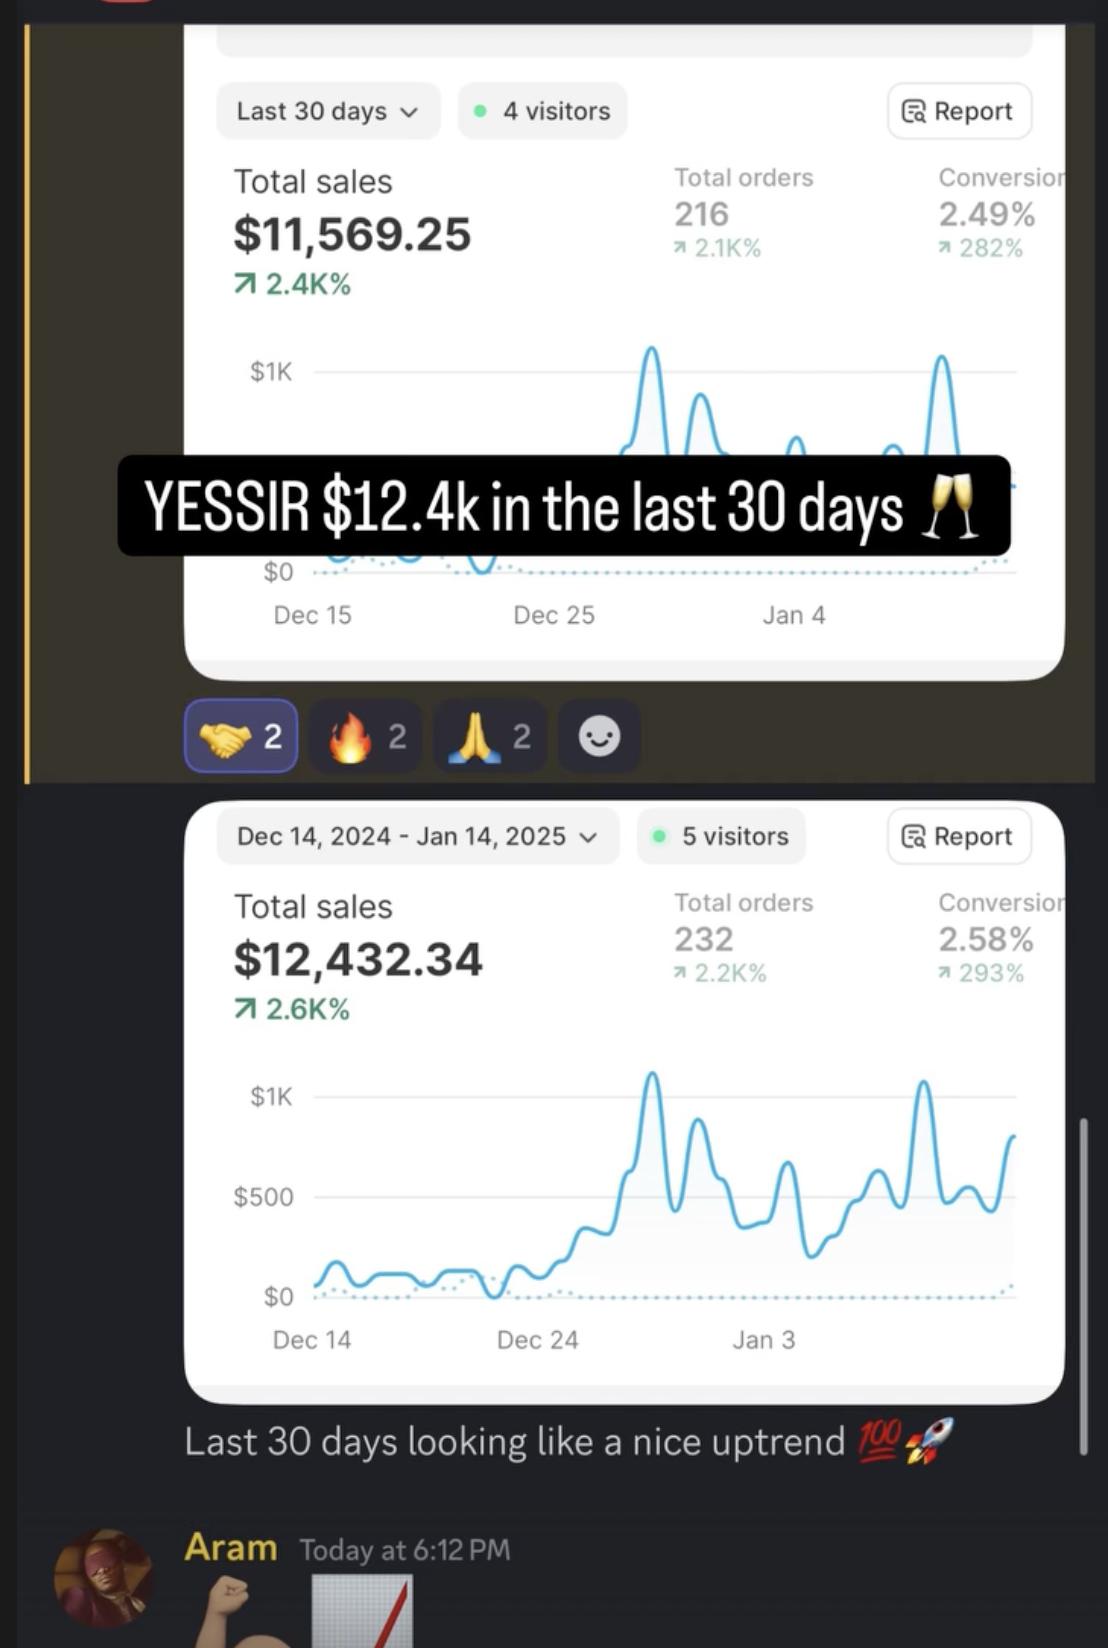 Last 30 days
4 visitors
Report
Total sales
Total orders
Conversion
$11,569.25
216
2.49%
2.4K%
2.1K%
282%
$1K
YESSIR $12.4k in the last 30 days 🥂
$0
Dec 15
Dec 25
Jan 4
🤝 2
🔥 2
🙏 2
Dec 14, 2024 - Jan 14, 2025
5 visitors
Report
Total sales
Total orders
Conversion
$12,432.34
232
2.58%
2.6K%
2.2K%
293%
$1K
$500
$0
Dec 14
Dec 24
Jan 3
Last 30 days looking like a nice uptrend 💯🚀
Aram Today at 6:12 PM